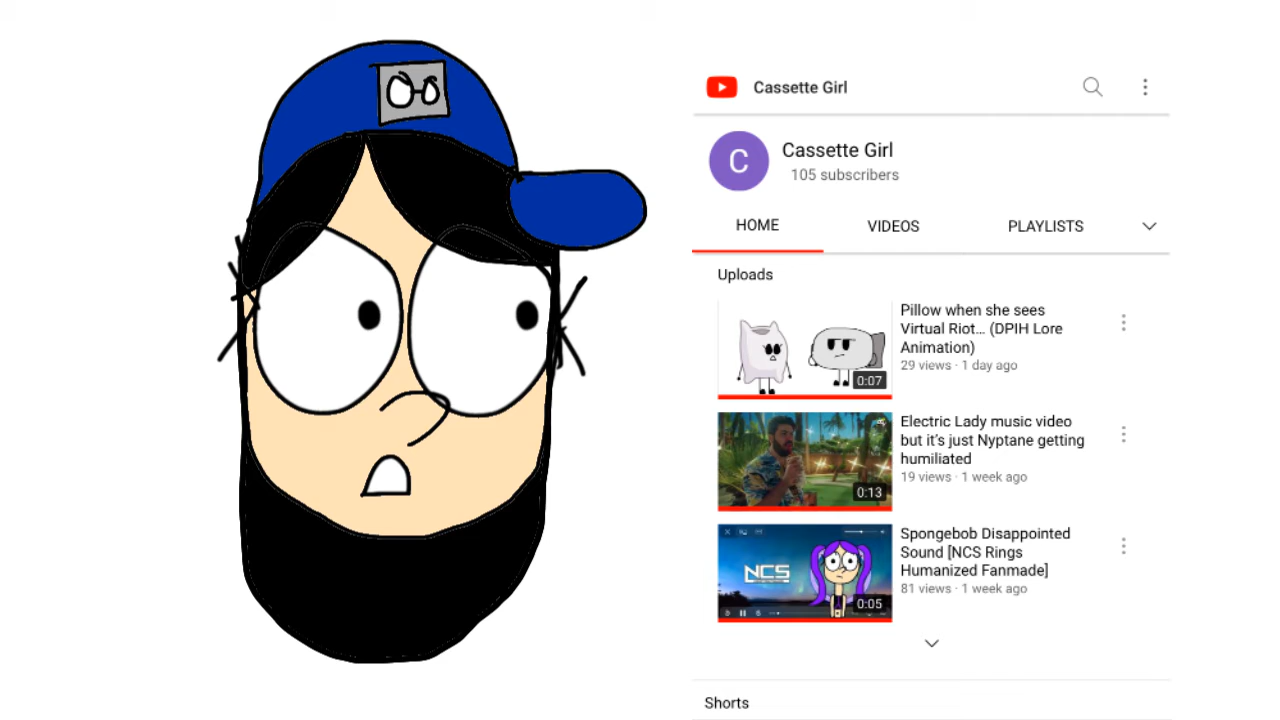 Cassette Girl
C
Cassette Girl
105 subscribers
HOME VIDEOS PLAYLISTS
Uploads
Pillow when she sees
Virtual Riot... (DPIH Lore
Animation)
29 views · 1 day ago
0:07
Electric Lady music video
but it's just Nyptane getting
humiliated
19 views · 1 week ago
0:13
Spongebob Disappointed
Sound [NCS Rings
Humanized Fanmade]
81 views · 1 week ago
NCS
0:05
Shorts